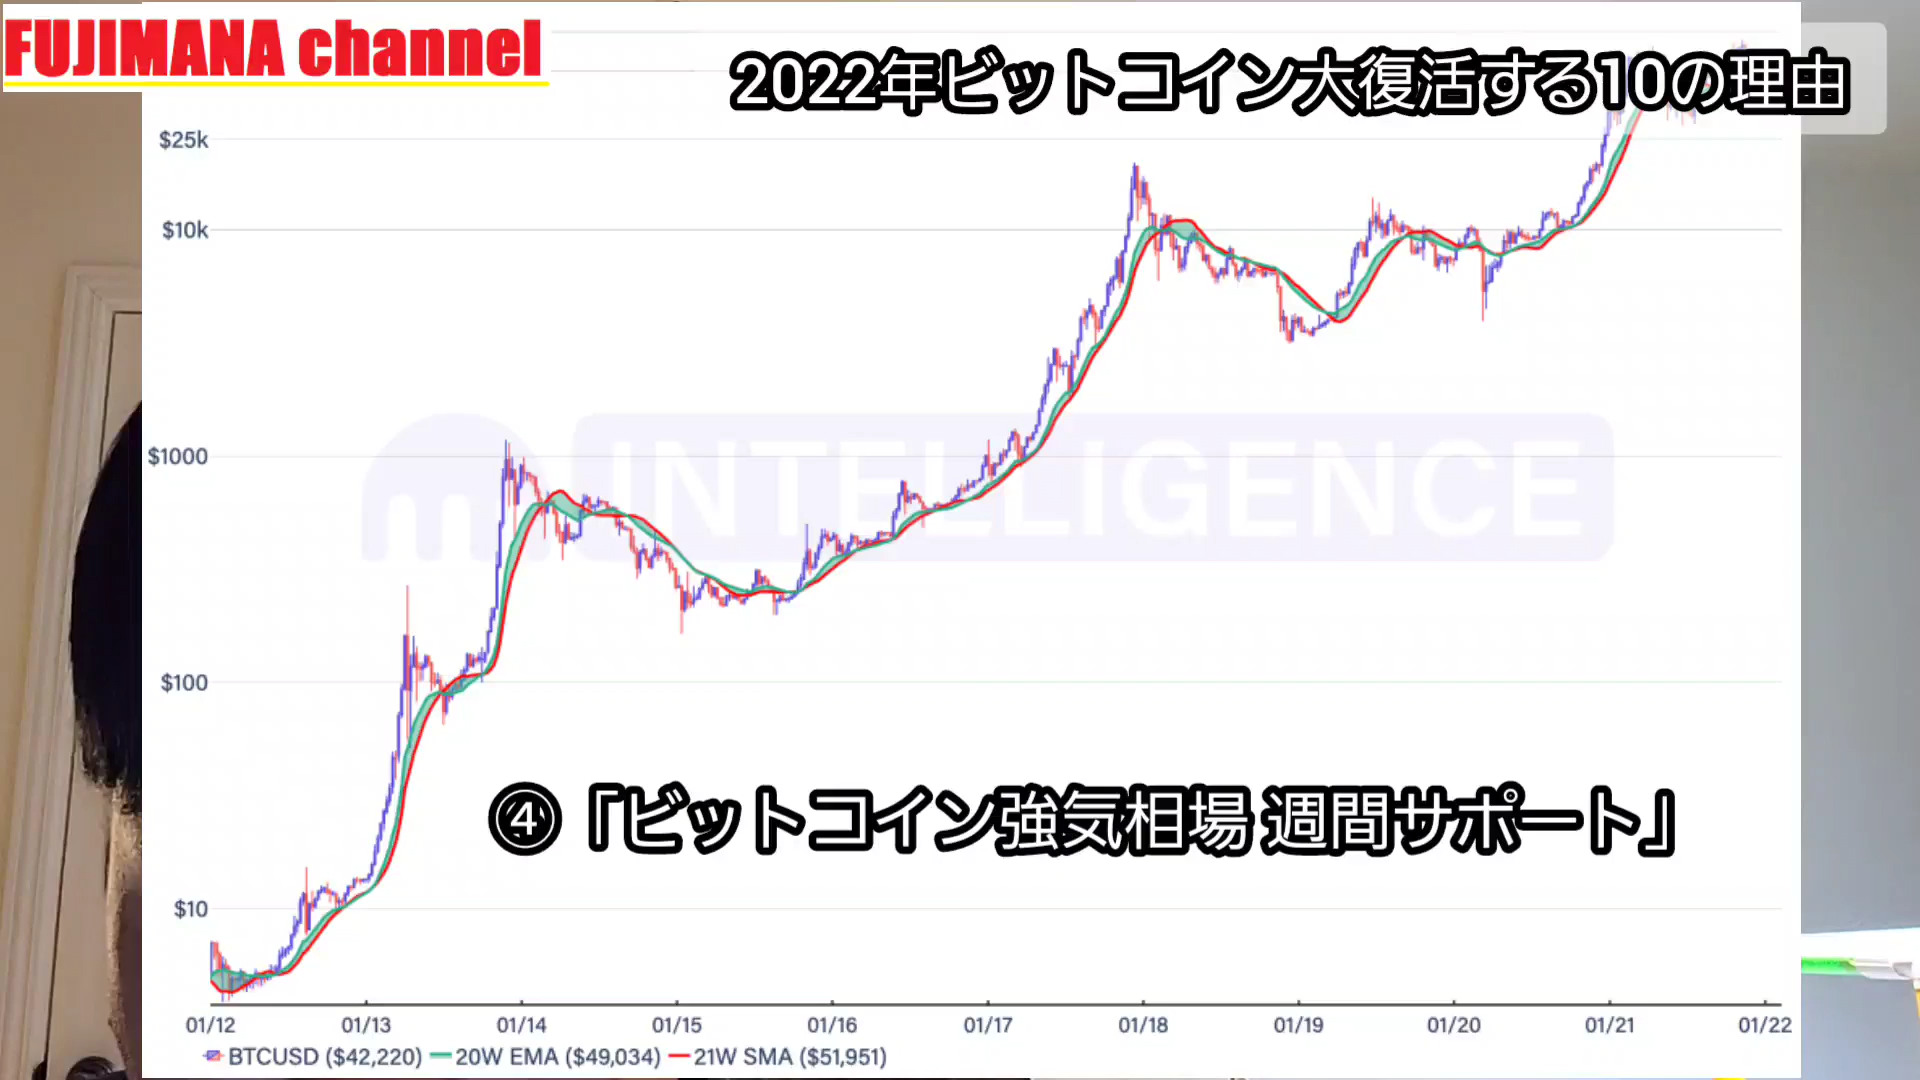 FUJIMANA channel
2022年ビットコイン大復活する10の理由
$25k
$10k
$1000
$100
$10
INTELLIGENCE
④「ビットコイン強気相場 週間サポート」
01/12 01/13 01/14 01/15 01/16 01/17 01/18 01/19 01/20 01/21 01/22
BTCUSD ($42,220) 20W EMA ($49,034) 21W SMA ($51,951)